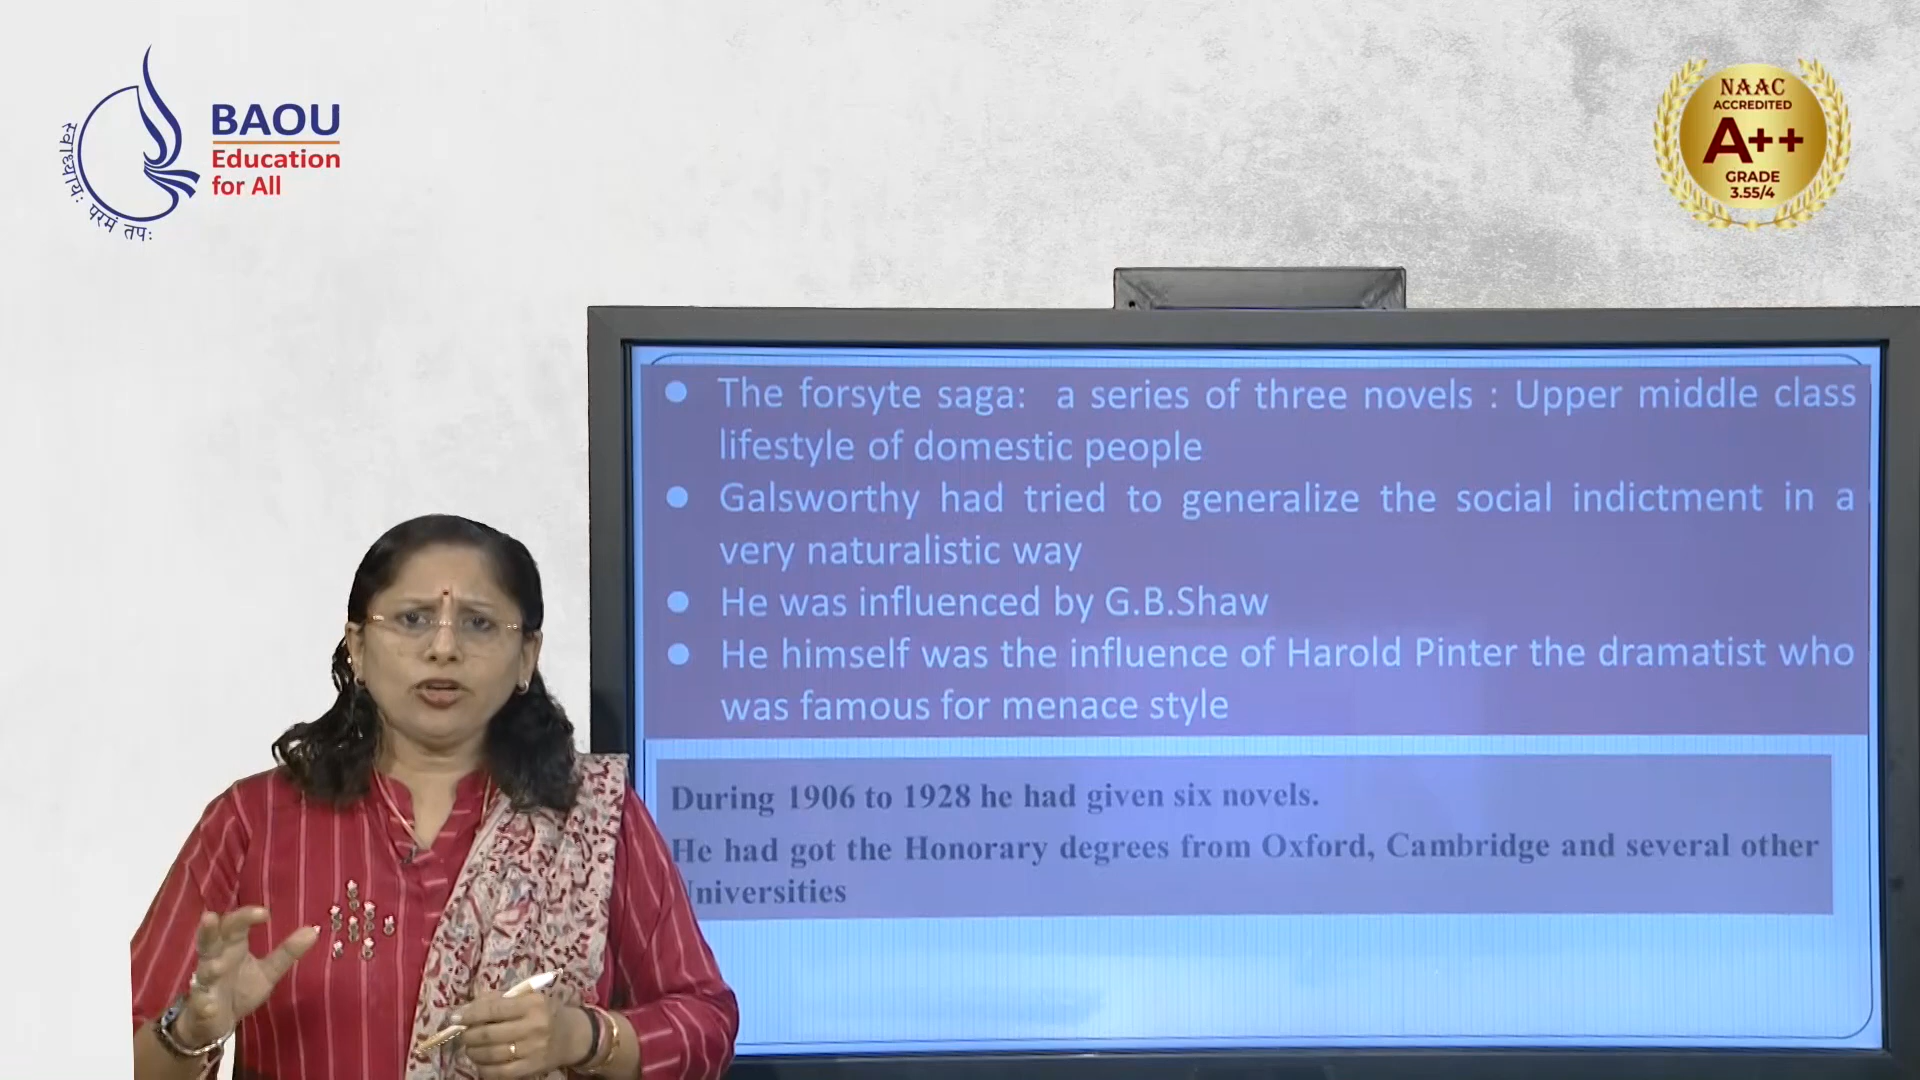 स्वाध्यायः परमं तपः
BAOU
Education
for All
NAAC
ACCREDITED
A++
GRADE
3.55/4
The forsyte saga: a series of three novels : Upper middle class
lifestyle of domestic people
Galsworthy had tried to generalize the social indictment in a
very naturalistic way
He was influenced by G.B.Shaw
He himself was the influence of Harold Pinter the dramatist who
was famous for menace style
During 1906 to 1928 he had given six novels.
He had got the Honorary degrees from Oxford, Cambridge and several other
niversities